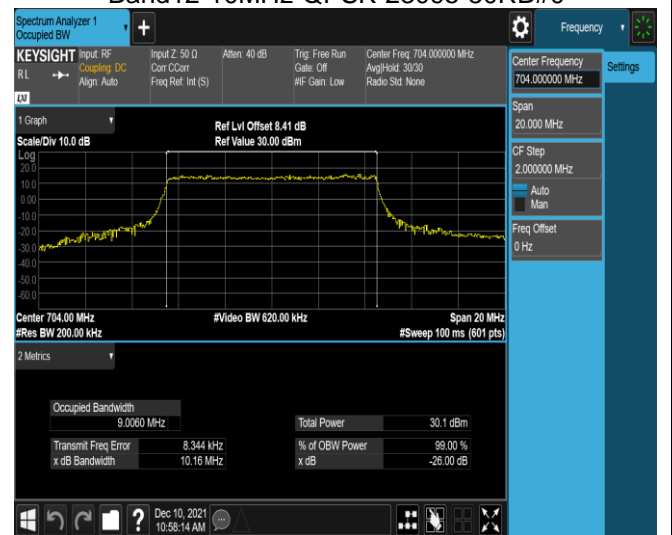 Band12-10MHz-QPSK-23095-50RB#0
Spectrum Analyzer 1
Occupied BW
+
Frequency
KEYSIGHT
RL
Input: RF
Coupling: DC
Align: Auto
Input Z: 50 Ω
Corr CCorr
Freq Ref: Int (S)
Atten: 40 dB
Trig: Free Run
Gate: Off
#IF Gain: Low
Center Freq: 704.000000 MHz
Avg|Hold: 30/30
Radio Std: None
LXI
1 Graph
Scale/Div 10.0 dB
Ref Lvl Offset 8.41 dB
Ref Value 30.00 dBm
Log
20.0
10.0
0.00
-10.0
-20.0
-30.0
-40.0
-50.0
-60.0
Center 704.00 MHz
#Res BW 200.00 kHz
#Video BW 620.00 kHz
Span 20 MHz
#Sweep 100 ms (601 pts)
2 Metrics
Occupied Bandwidth
9.0060 MHz
Total Power 30.1 dBm
Transmit Freq Error 8.344 kHz
% of OBW Power 99.00 %
x dB Bandwidth 10.16 MHz
x dB -26.00 dB
?
Dec 10, 2021
10:58:14 AM
Center Frequency
704.000000 MHz
Settings
Span
20.000 MHz
CF Step
2.000000 MHz
Auto
Man
Freq Offset
0 Hz